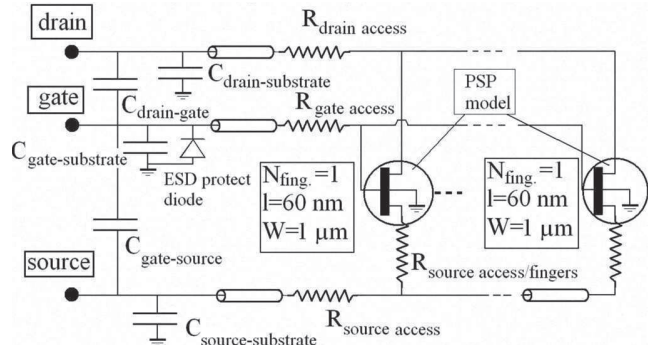 drain
R drain access
C drain-substrate
PSP
model
gate
C drain-gate
R gate access
C gate-substrate
ESD protect
diode
N fing. =1
l=60 nm
W=1 μm
N fing. =1
l=60 nm
W=1 μm
C gate-source
source
R source access/fingers
R source access
C source-substrate